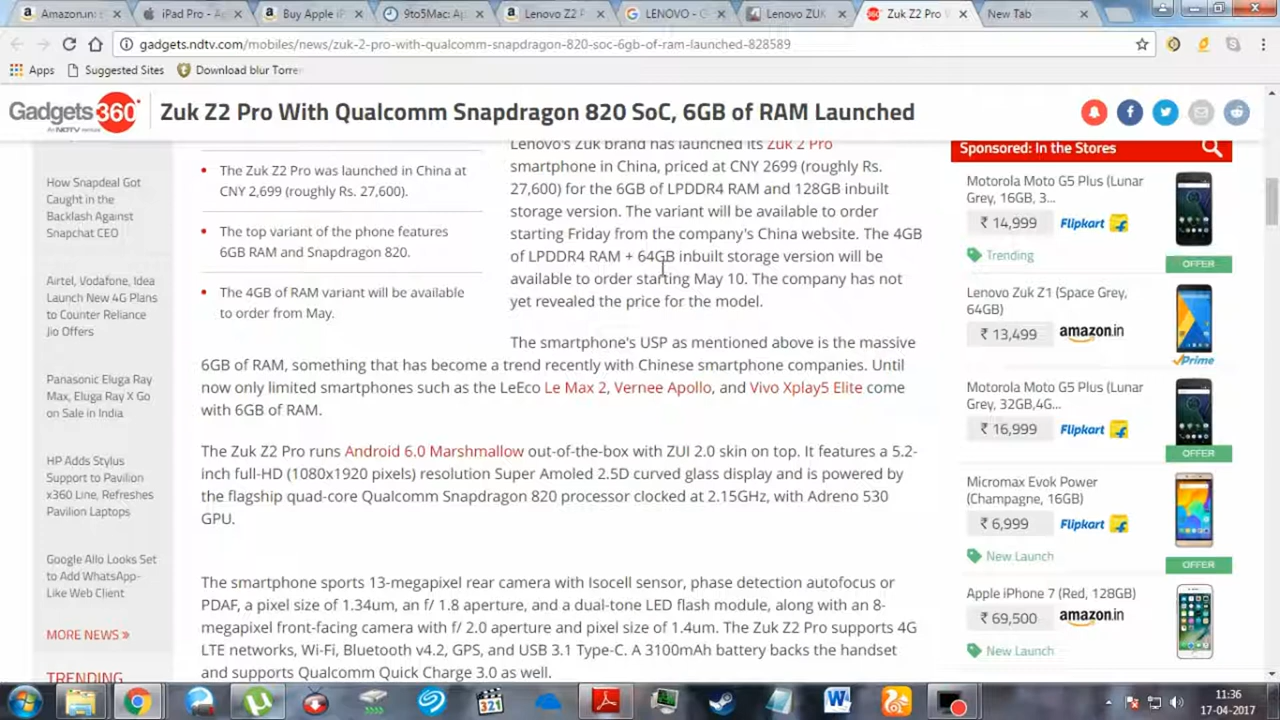 Amazon.in: s
iPad Pro - A
Buy Apple iP
9to5Mac: Ap
Lenovo Z2 P
LENOVO - G
Lenovo ZUK
Zuk Z2 Pro W
New Tab
gadgets.ndtv.com/mobiles/news/zuk-2-pro-with-qualcomm-snapdragon-820-soc-6gb-of-ram-launched-828589
Apps
Suggested Sites
Download blur Torre
Gadgets 360
An NDTV venture
Zuk Z2 Pro With Qualcomm Snapdragon 820 SoC, 6GB of RAM Launched
How Snapdeal Got
Caught in the
Backlash Against
Snapchat CEO
Airtel, Vodafone, Idea
Launch New 4G Plans
to Counter Reliance
Jio Offers
Panasonic Eluga Ray
Max, Eluga Ray X Go
on Sale in India
HP Adds Stylus
Support to Pavilion
x360 Line, Refreshes
Pavilion Laptops
Google Allo Looks Set
to Add WhatsApp-
Like Web Client
MORE NEWS »
TRENDING
The Zuk Z2 Pro was launched in China at
CNY 2,699 (roughly Rs. 27,600).
The top variant of the phone features
6GB RAM and Snapdragon 820.
The 4GB of RAM variant will be available
to order from May.
Lenovo's Zuk brand has launched its Zuk 2 Pro
smartphone in China, priced at CNY 2699 (roughly Rs.
27,600) for the 6GB of LPDDR4 RAM and 128GB inbuilt
storage version. The variant will be available to order
starting Friday from the company's China website. The 4GB
of LPDDR4 RAM + 64GB inbuilt storage version will be
available to order starting May 10. The company has not
yet revealed the price for the model.
The smartphone's USP as mentioned above is the massive
6GB of RAM, something that has become a trend recently with Chinese smartphone companies. Until
now only limited smartphones such as the LeEco Le Max 2, Vernee Apollo, and Vivo Xplay5 Elite come
with 6GB of RAM.
The Zuk Z2 Pro runs Android 6.0 Marshmallow out-of-the-box with ZUI 2.0 skin on top. It features a 5.2-
inch full-HD (1080x1920 pixels) resolution Super Amoled 2.5D curved glass display and is powered by
the flagship quad-core Qualcomm Snapdragon 820 processor clocked at 2.15GHz, with Adreno 530
GPU.
The smartphone sports 13-megapixel rear camera with Isocell sensor, phase detection autofocus or
PDAF, a pixel size of 1.34um, an f/ 1.8 aperture, and a dual-tone LED flash module, along with an 8-
megapixel front-facing camera with f/ 2.0 aperture and pixel size of 1.4um. The Zuk Z2 Pro supports 4G
LTE networks, Wi-Fi, Bluetooth v4.2, GPS, and USB 3.1 Type-C. A 3100mAh battery backs the handset
and supports Qualcomm Quick Charge 3.0 as well.
Sponsored: In the Stores
Motorola Moto G5 Plus (Lunar
Grey, 16GB, 3...
₹ 14,999
Flipkart
Trending
OFFER
Lenovo Zuk Z1 (Space Grey,
64GB)
₹ 13,499
amazon.in
Prime
Motorola Moto G5 Plus (Lunar
Grey, 32GB,4G...
₹ 16,999
Flipkart
OFFER
Micromax Evok Power
(Champagne, 16GB)
₹ 6,999
Flipkart
New Launch
OFFER
Apple iPhone 7 (Red, 128GB)
₹ 69,500
amazon.in
New Launch
321
11:36
17-04-2017